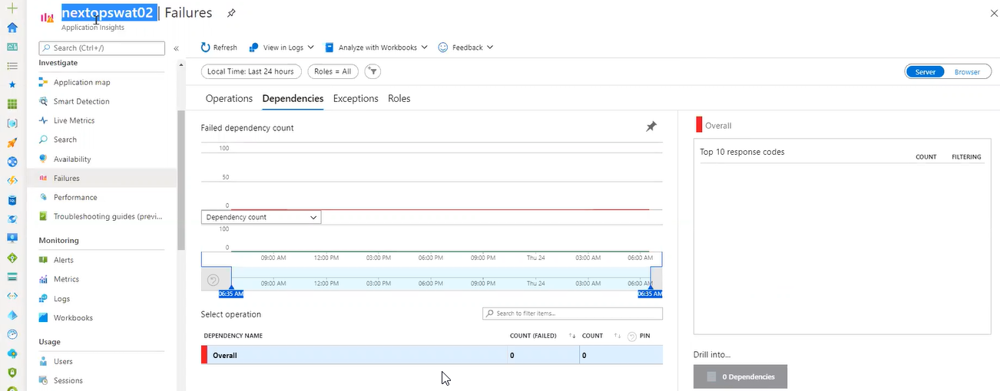 nextopswat02 | Failures
Application Insights
Search (Ctrl+/)
«
Investigate
Application map
Smart Detection
Live Metrics
Search
Availability
Failures
Performance
Troubleshooting guides (previ...
Monitoring
Alerts
Metrics
Logs
Workbooks
Usage
Users
Sessions
Refresh View in Logs Analyze with Workbooks Feedback
Local Time: Last 24 hours Roles = All Server Browser
Operations Dependencies Exceptions Roles
Failed dependency count
100
50
0
Dependency count
100
0
09:00 AM 12:00 PM 03:00 PM 06:00 PM 09:00 PM Thu 24 03:00 AM 06:00 AM
09:00 AM 12:00 PM 03:00 PM 06:00 PM 09:00 PM Thu 24 03:00 AM 06:00 AM
06:35 AM 06:35 AM
Select operation Search to filter items...
DEPENDENCY NAME COUNT (FAILED) COUNT PIN
Overall 0 0
Overall
Top 10 response codes COUNT FILTERING
Drill into...
0 Dependencies